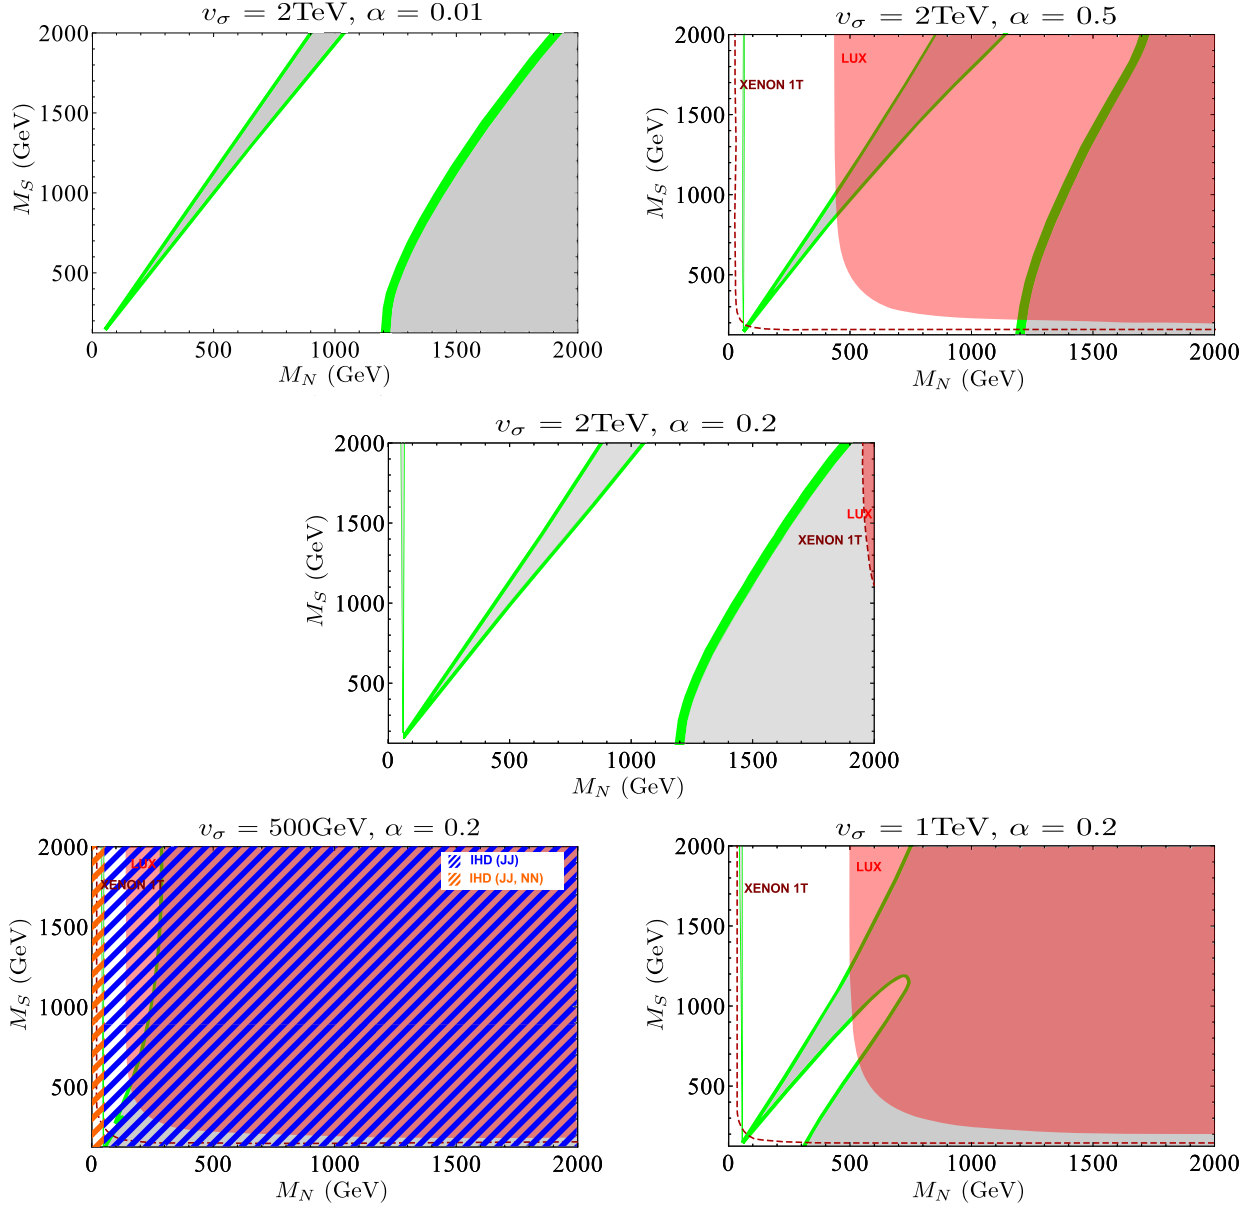 v_σ = 2TeV, α = 0.01
2000
1500
1000
500
M_S (GeV)
0
500
1000
1500
2000
M_N (GeV)
v_σ = 2TeV, α = 0.5
2000
1500
1000
500
M_S (GeV)
LUX
XENON 1T
0
500
1000
1500
2000
M_N (GeV)
v_σ = 2TeV, α = 0.2
2000
1500
1000
500
M_S (GeV)
LUX
XENON 1T
0
500
1000
1500
2000
M_N (GeV)
v_σ = 500GeV, α = 0.2
2000
1500
1000
500
M_S (GeV)
LUX
XENON 1T
IHD (JJ)
IHD (JJ, NN)
0
500
1000
1500
2000
M_N (GeV)
v_σ = 1TeV, α = 0.2
2000
1500
1000
500
M_S (GeV)
LUX
XENON 1T
0
500
1000
1500
2000
M_N (GeV)